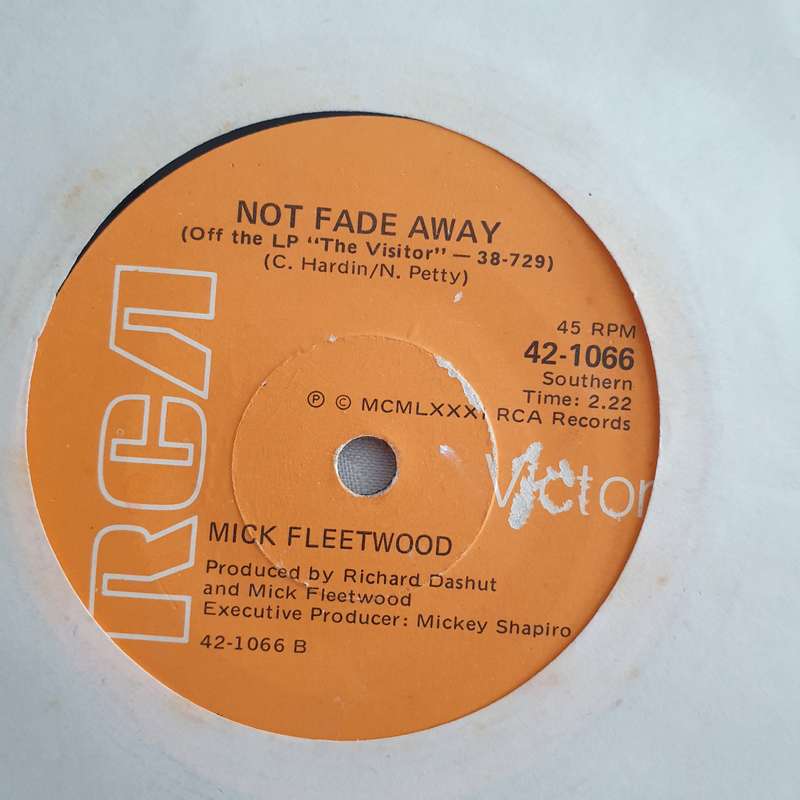 NOT FADE AWAY
(Off the LP "The Visitor" — 38-729)
(C. Hardin/N. Petty)
RCA
45 RPM
42-1066
Southern
Time: 2.22
℗ © MCMLXXXI RCA Records
Victor
MICK FLEETWOOD
Produced by Richard Dashut
and Mick Fleetwood
Executive Producer: Mickey Shapiro
42-1066 B